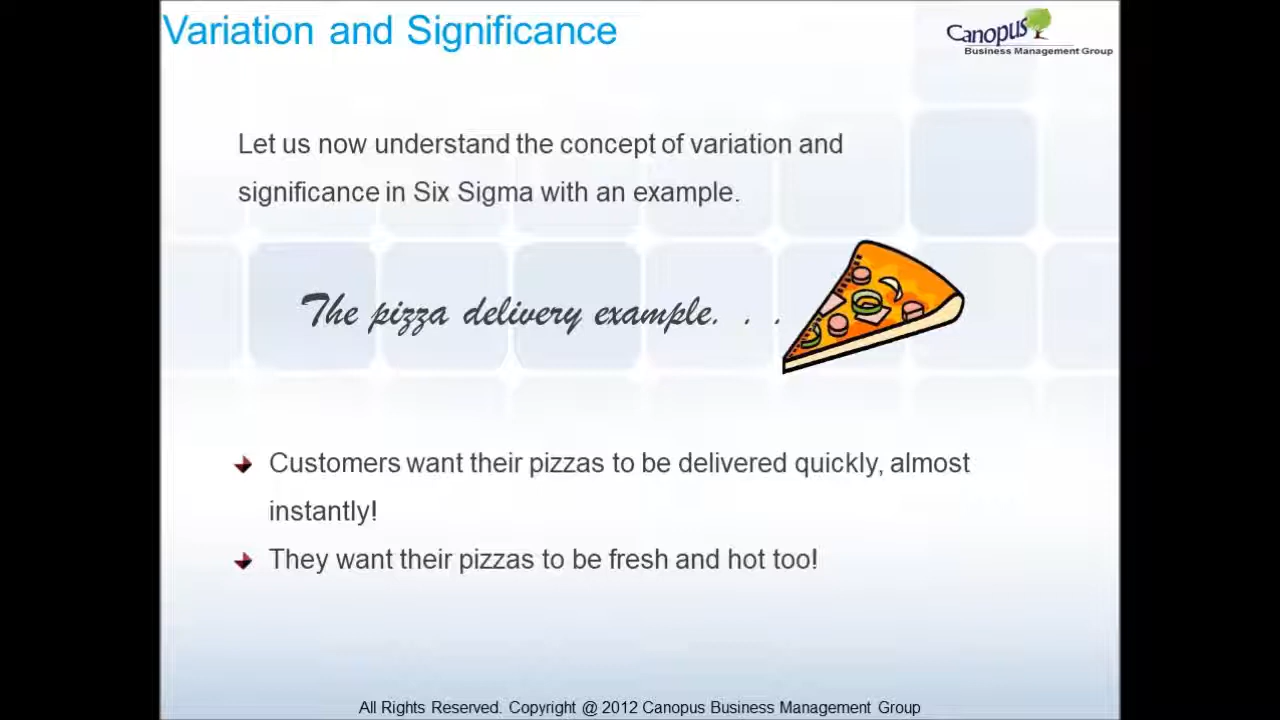 Variation and Significance
Canopus
Business Management Group
Let us now understand the concept of variation and
significance in Six Sigma with an example.
The pizza delivery example. . .
Customers want their pizzas to be delivered quickly, almost
instantly!
They want their pizzas to be fresh and hot too!
All Rights Reserved. Copyright @ 2012 Canopus Business Management Group